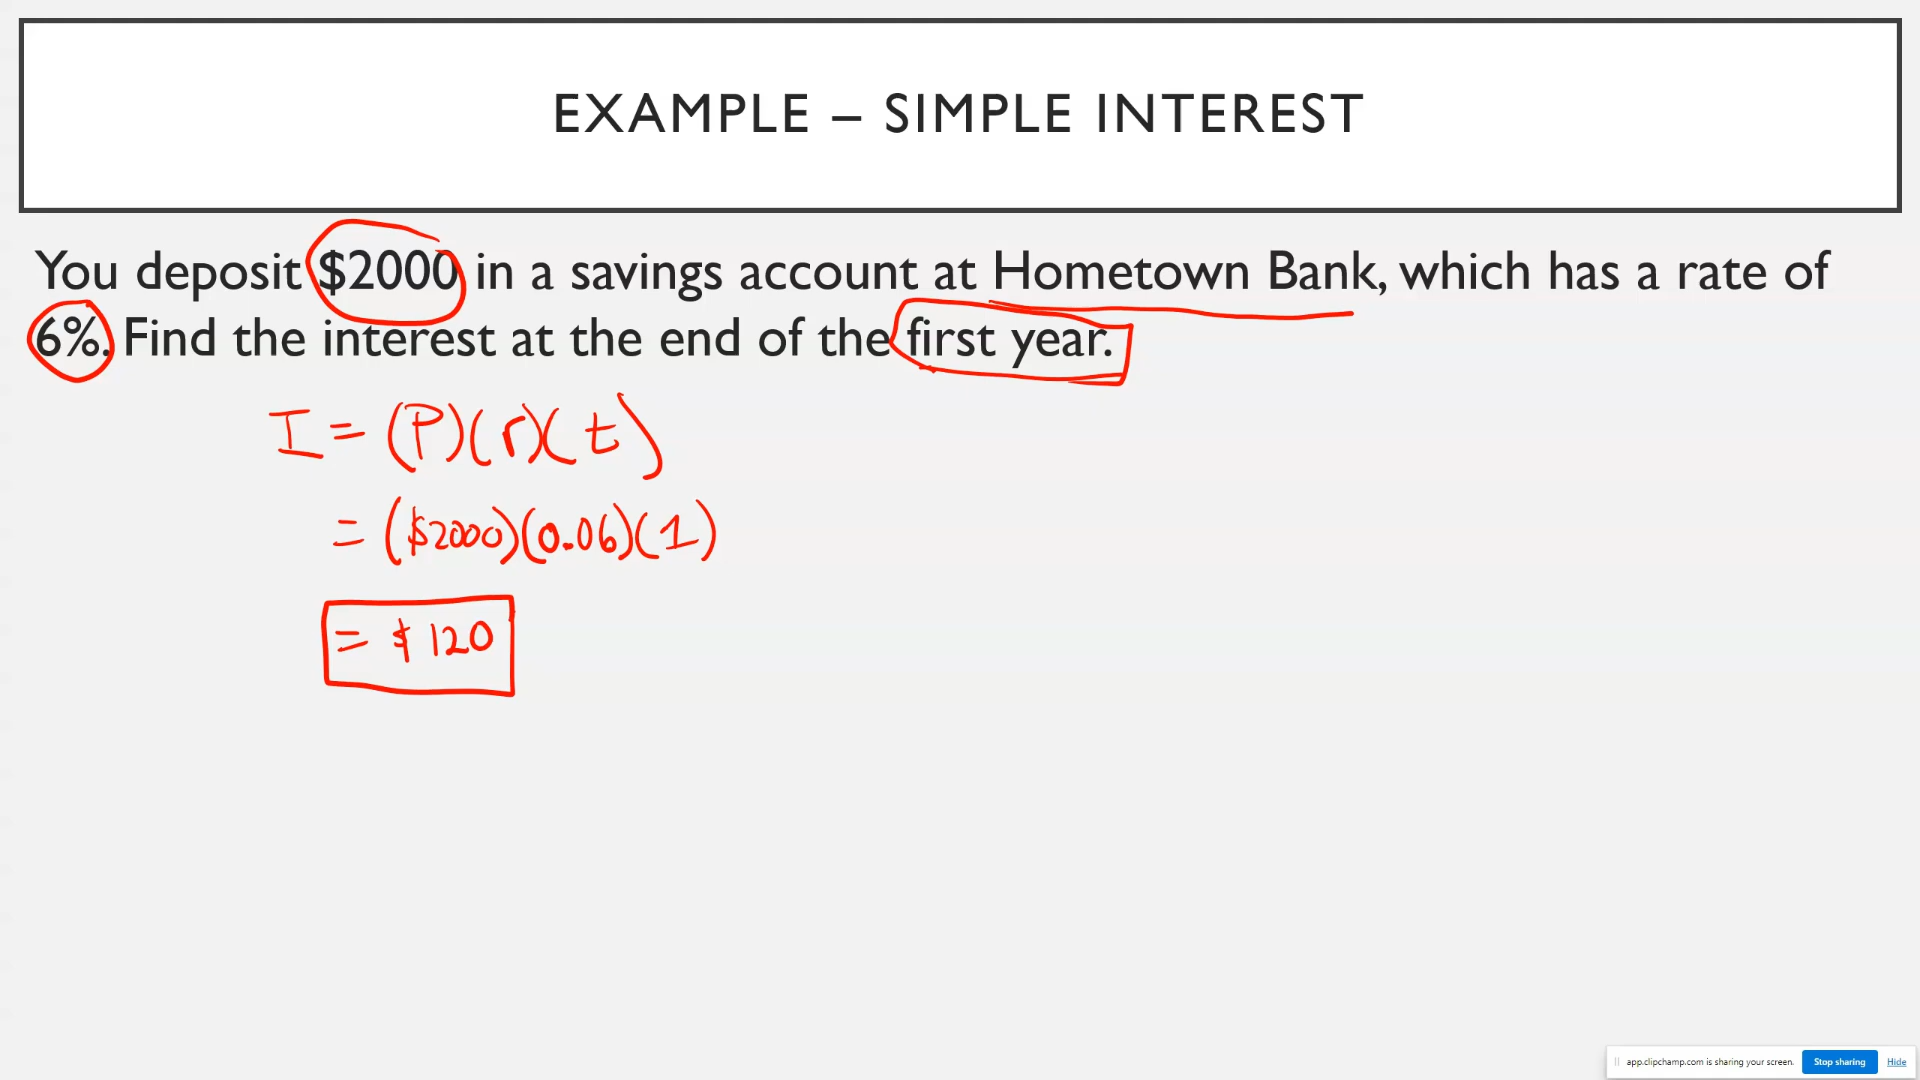 EXAMPLE – SIMPLE INTEREST
You deposit $2000 in a savings account at Hometown Bank, which has a rate of
6%. Find the interest at the end of the first year.
I = (P)(r)(t)
= ($2000)(0.06)(1)
= $120
app.clipchamp.com is sharing your screen. Stop sharing Hide